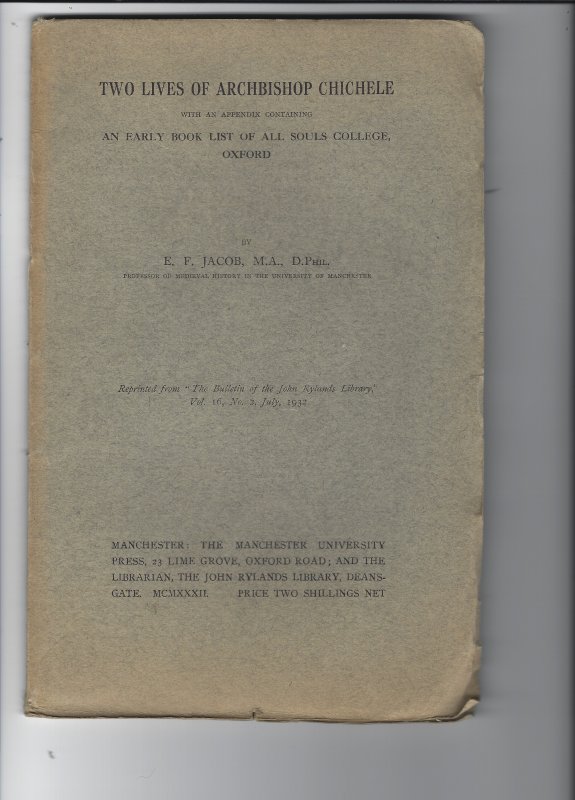 TWO LIVES OF ARCHBISHOP CHICHELE
WITH AN APPENDIX CONTAINING
AN EARLY BOOK LIST OF ALL SOULS COLLEGE,
OXFORD
BY
E. F. JACOB, M.A., D.PHIL.
PROFESSOR OF MEDIEVAL HISTORY IN THE UNIVERSITY OF MANCHESTER
Reprinted from "The Bulletin of the John Rylands Library,"
Vol. 16, No. 2, July, 1932
MANCHESTER: THE MANCHESTER UNIVERSITY
PRESS, 23 LIME GROVE, OXFORD ROAD; AND THE
LIBRARIAN, THE JOHN RYLANDS LIBRARY, DEANS-
GATE. MCMXXXII. PRICE TWO SHILLINGS NET